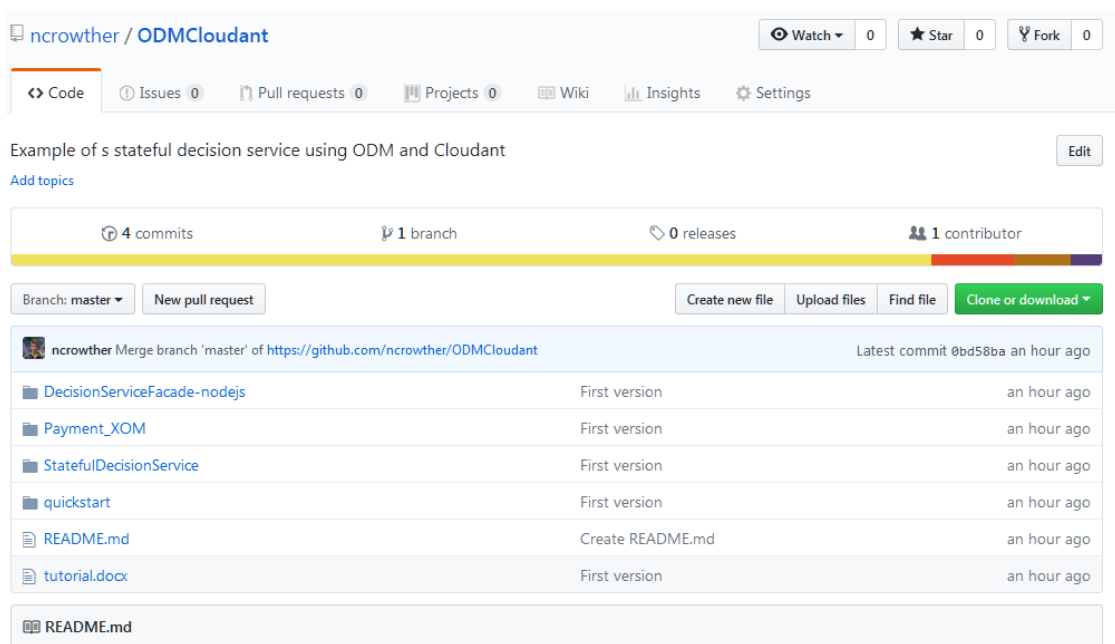 ncrowther / ODMCloudant Watch 0 Star 0 Fork 0
Code Issues 0 Pull requests 0 Projects 0 Wiki Insights Settings
Example of s stateful decision service using ODM and Cloudant Edit
Add topics
4 commits 1 branch 0 releases 1 contributor
Branch: master New pull request Create new file Upload files Find file Clone or download
ncrowther Merge branch 'master' of https://github.com/ncrowther/ODMCloudant Latest commit 0bd58ba an hour ago
DecisionServiceFacade-nodejs First version an hour ago
Payment_XOM First version an hour ago
StatefulDecisionService First version an hour ago
quickstart First version an hour ago
README.md Create README.md an hour ago
tutorial.docx First version an hour ago
README.md